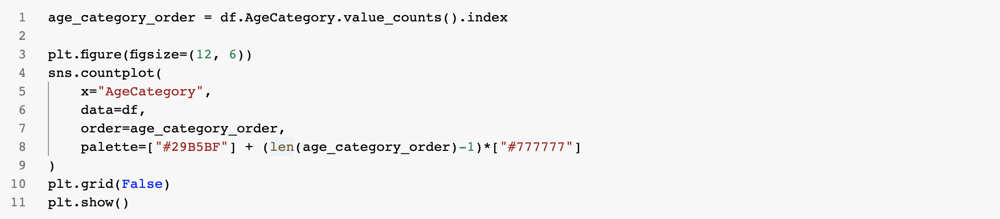 1 age_category_order = df.AgeCategory.value_counts().index
2
3 plt.figure(figsize=(12, 6))
4 sns.countplot(
5     x="AgeCategory",
6     data=df,
7     order=age_category_order,
8     palette=["#29B5BF"] + (len(age_category_order)-1)*["#777777"]
9 )
10 plt.grid(False)
11 plt.show()